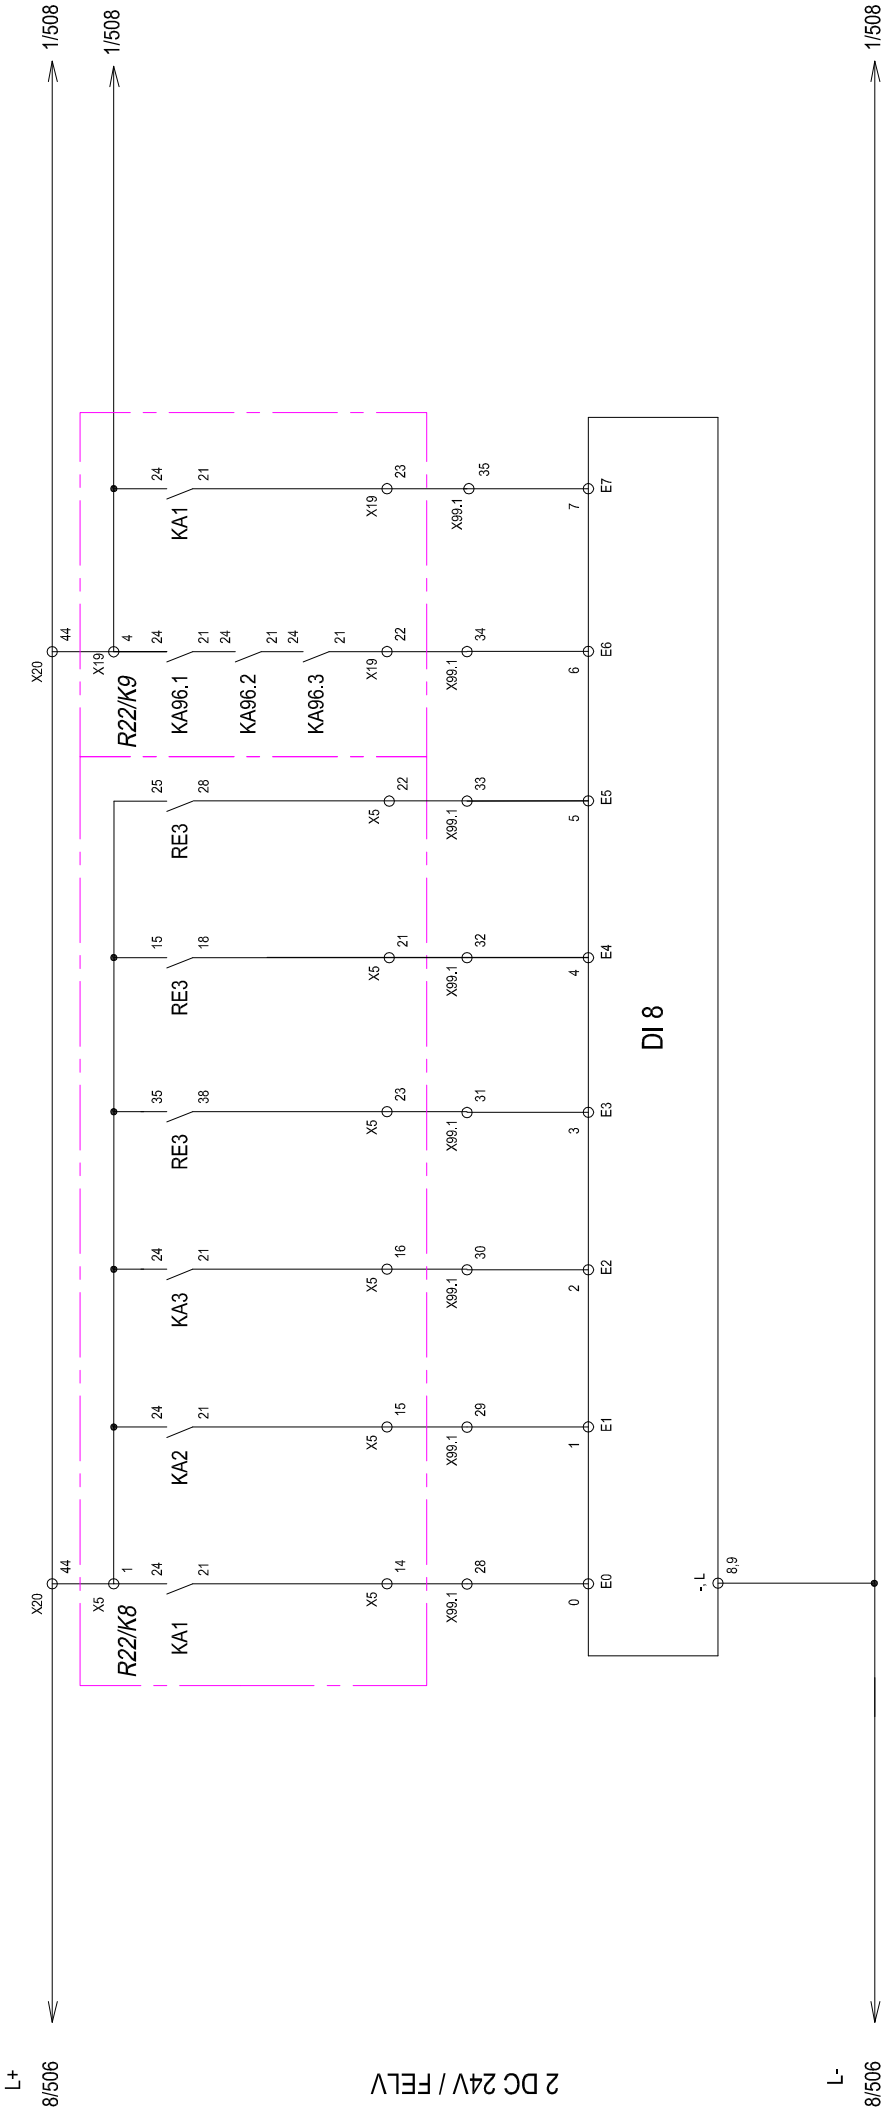 L+
8/506
1/508
1/508
X20
44
X20
44
X5
1
X19
4
R22/K8
R22/K9
24
24
24
35
15
25
24
24
KA1
21
KA2
21
KA3
21
RE3
38
RE3
18
RE3
28
KA96.1
21
KA1
21
24
KA96.2
21
24
KA96.3
21
X5
14
X5
15
X5
16
X5
23
X5
21
X5
22
X19
22
X19
23
X99.1
28
X99.1
29
X99.1
30
X99.1
31
X99.1
32
X99.1
33
X99.1
34
X99.1
35
0
1
2
3
4
5
6
7
E0
E1
E2
E3
E4
E5
E6
E7
DI 8
-, L
8,9
2 DC 24V / FELV
L-
8/506
1/508